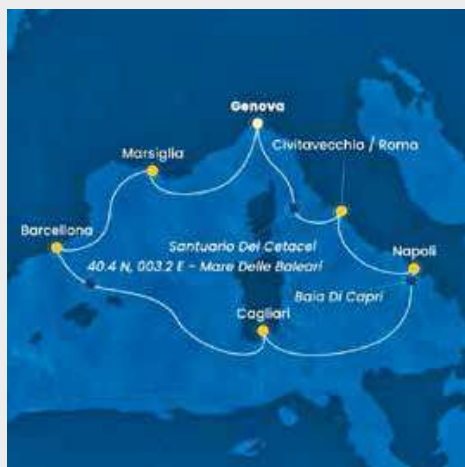 Genova
Civitavecchia / Roma
Marsiglia
Barcellona
Santuario Dei Cetacei
40.4 N, 003.2 E - Mare Delle Baleari
Napoli
Baia Di Capri
Cagliari